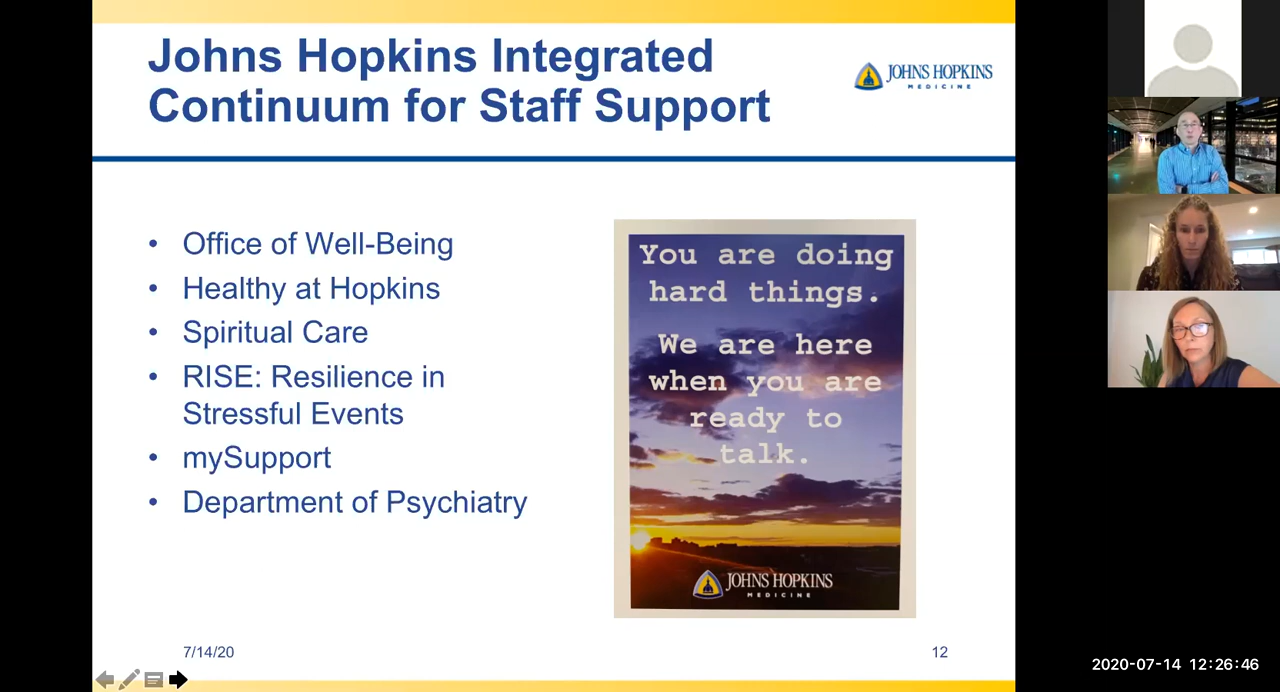 Johns Hopkins Integrated
Continuum for Staff Support
JOHNS HOPKINS
MEDICINE
• Office of Well-Being
• Healthy at Hopkins
• Spiritual Care
• RISE: Resilience in
Stressful Events
• mySupport
• Department of Psychiatry
You are doing
hard things.
We are here
when you are
ready to
talk.
JOHNS HOPKINS
MEDICINE
7/14/20
12
2020-07-14 12:26:46